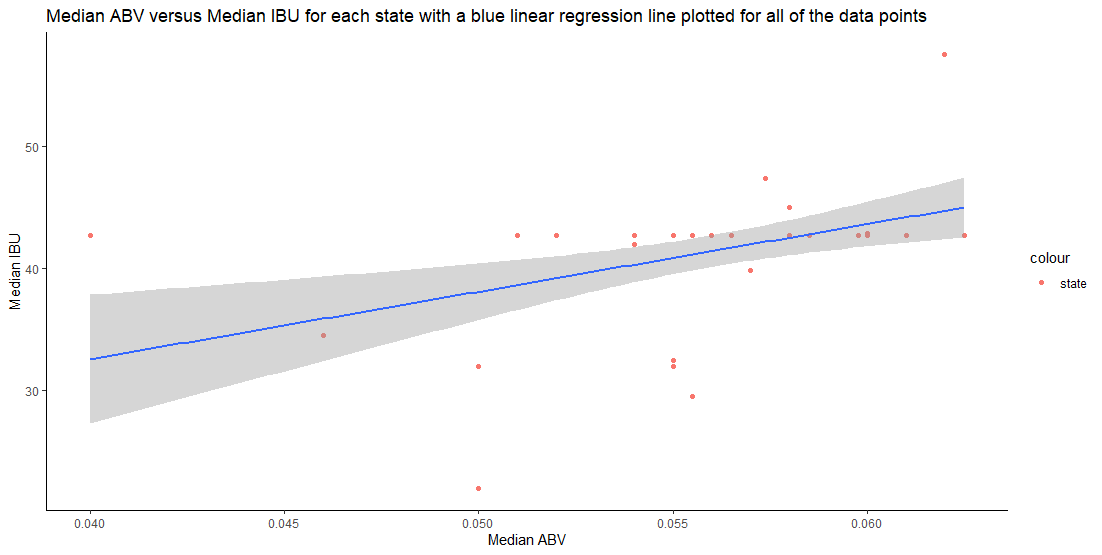 Median ABV versus Median IBU for each state with a blue linear regression line plotted for all of the data points
Median IBU
50
40
30
0.040
0.045
0.050
0.055
0.060
Median ABV
colour
state